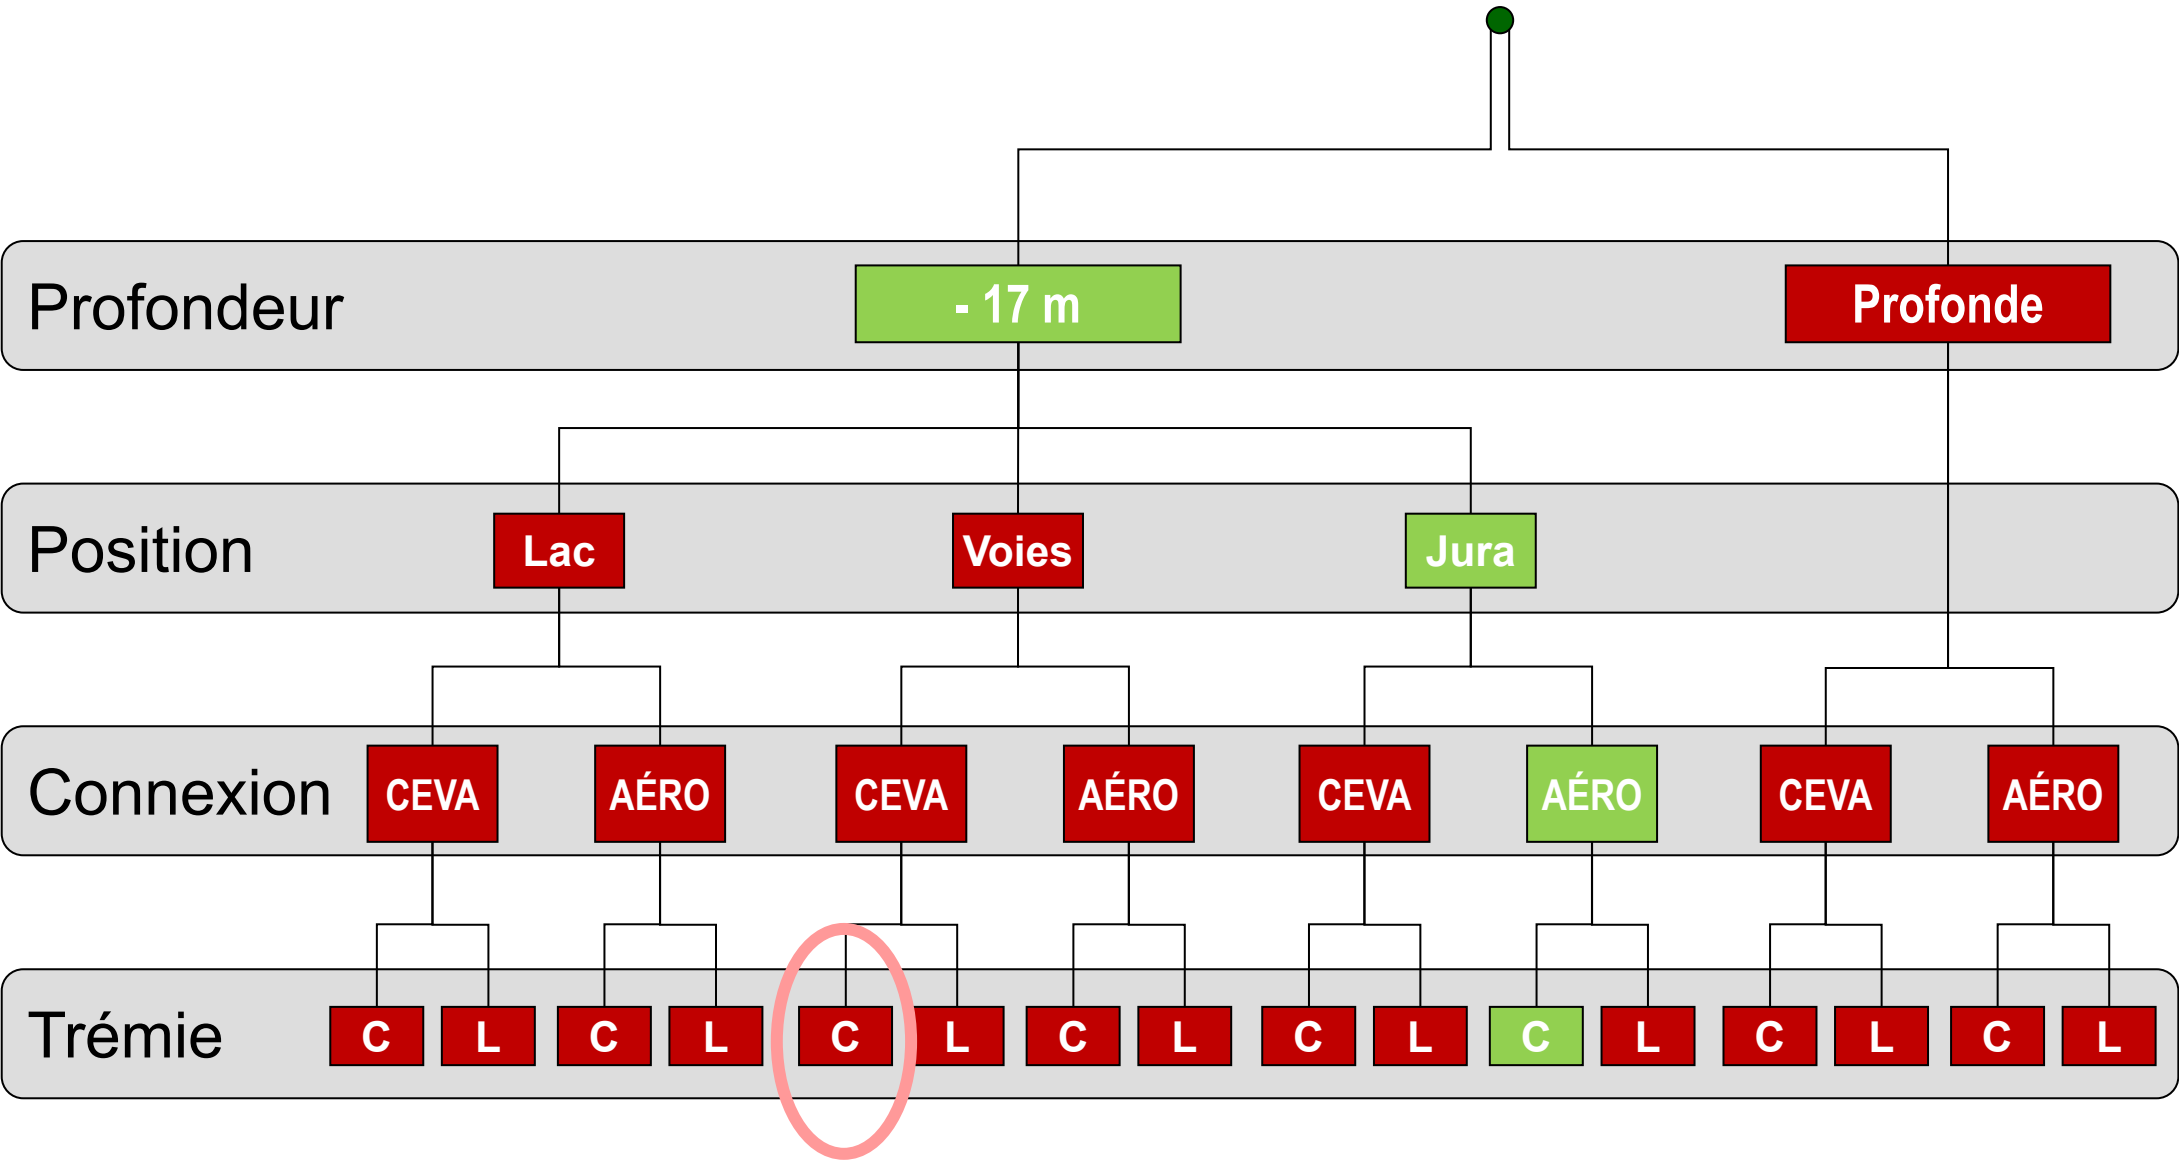 Profondeur
- 17 m
Profonde
Position
Lac
Voies
Jura
Connexion
CEVA
AÉRO
CEVA
AÉRO
CEVA
AÉRO
CEVA
AÉRO
Trémie
C
L
C
L
C
L
C
L
C
L
C
L
C
L
C
L